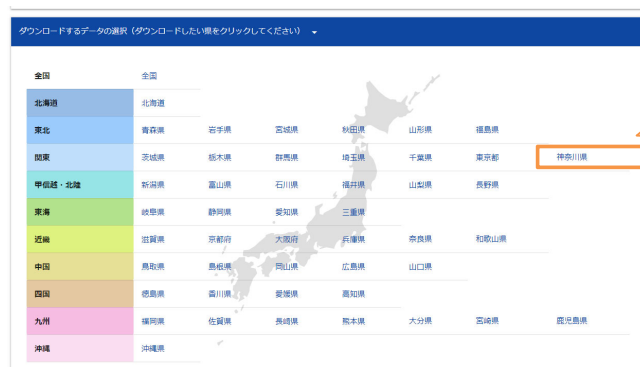 ダウンロードするデータの選択（ダウンロードしたい県をクリックしてください）
全国 全国
北海道 北海道
東北 青森県 岩手県 宮城県 秋田県 山形県 福島県
関東 茨城県 栃木県 群馬県 埼玉県 千葉県 東京都 神奈川県
甲信越・北陸 新潟県 富山県 石川県 福井県 山梨県 長野県
東海 岐阜県 静岡県 愛知県 三重県
近畿 滋賀県 京都府 大阪府 兵庫県 奈良県 和歌山県
中国 鳥取県 島根県 岡山県 広島県 山口県
四国 徳島県 香川県 愛媛県 高知県
九州 福岡県 佐賀県 長崎県 熊本県 大分県 宮崎県 鹿児島県
沖縄 沖縄県